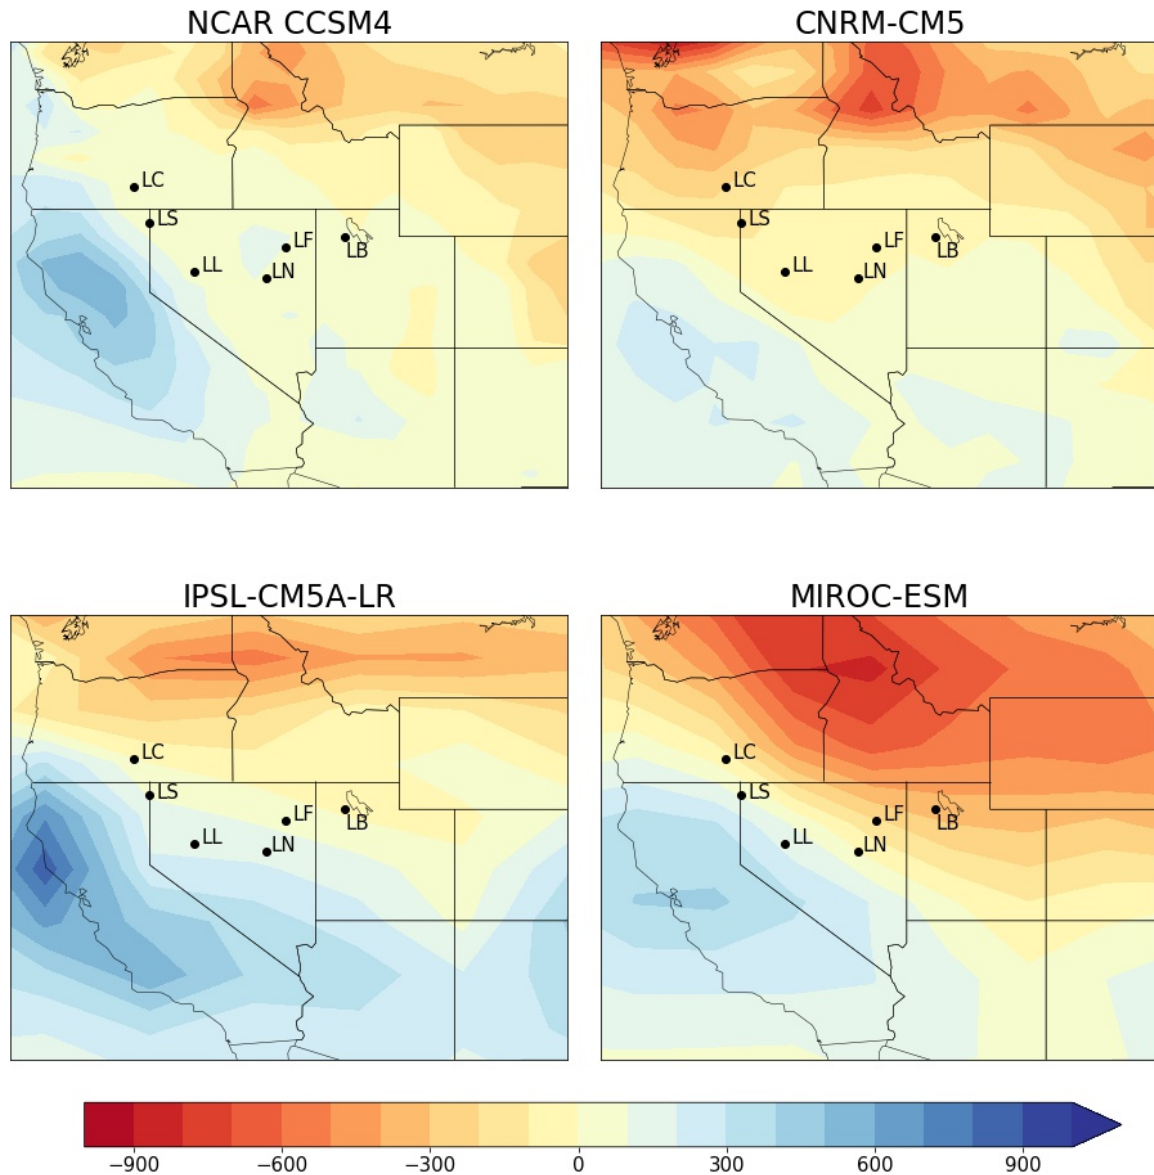 NCAR CCSM4
CNRM-CM5
LC
LS
LF
LB
LL
LN
LC
LS
LF
LB
LL
LN
IPSL-CM5A-LR
MIROC-ESM
LC
LS
LF
LB
LL
LN
LC
LS
LF
LB
LL
LN
−900 −600 −300 0 300 600 900